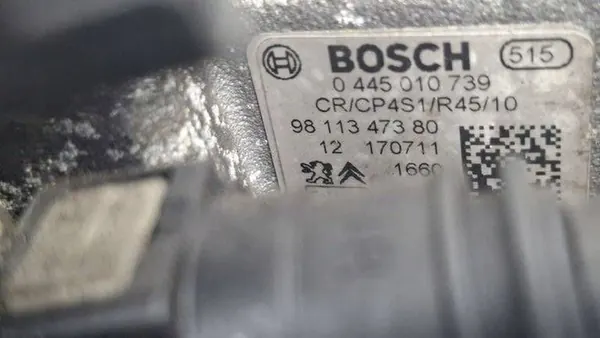 BOSCH 515
0 445 010 739
CR/CP4S1/R45/10
98 113 473 80
12 170711
1660